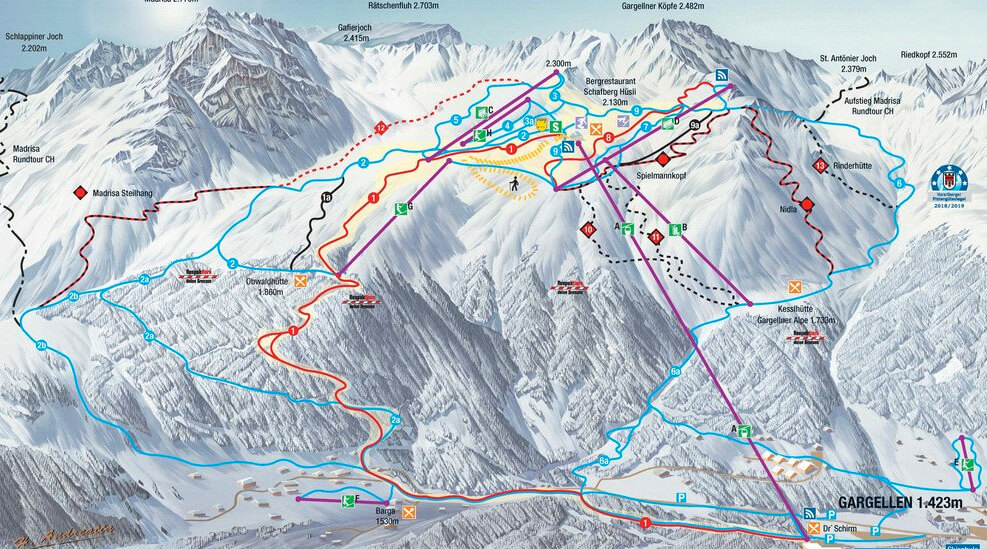 Rätschenfluh 2.703m
Gargellner Köpfe 2.482m
Schlappiner Joch
2.202m
Gafierjoch
2.415m
St. Antönier Joch
2.379m
Riedkopf 2.552m
2.300m
Bergrestaurant
Schafberg Hüsli
2.130m
Aufstieg Madrisa
Rundtour CH
Madrisa
Rundtour CH
C
H
D
5
3
3a
4
2
S
9
7
8
9a
9
1
12
2
Madrisa Steilhang
1
1a
G
Spielmannkopf
13
Rinderhütte
6
Vorarlberger
Pistengütesiegel
2018/2019
Nidla
10
A
11
B
2
2a
Obwaldhütte
1.860m
2b
Kesslhütte
Gargellner Alpe 1.733m
1
2a
2b
6a
2a
A
6a
E
F
Barga
1530m
P
GARGELLEN 1.423m
1
Dr´Schirm
P
P